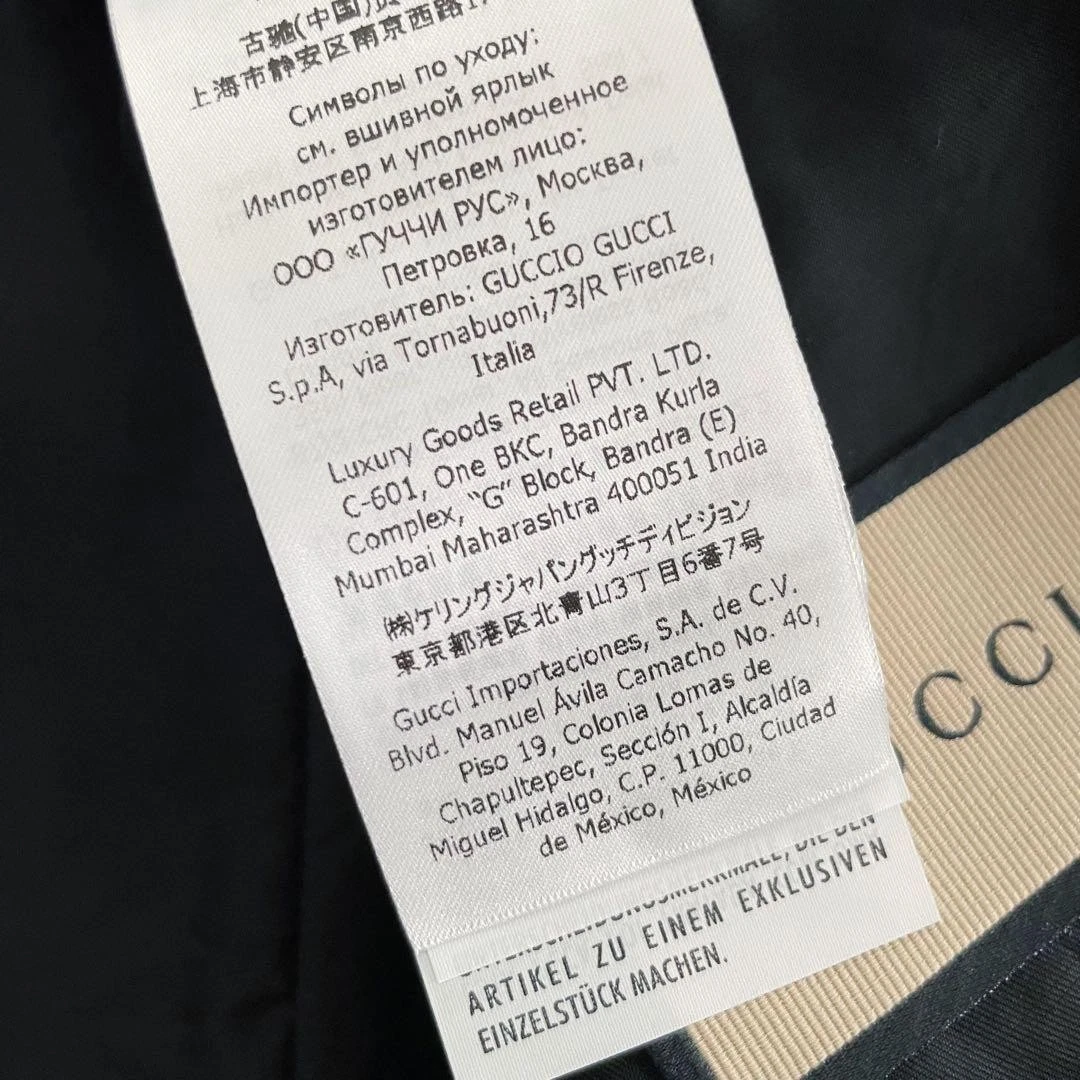 古驰(中国)贸
上海市静安区南京西路
Символы по уходу:
см. вшивной ярлык
Импортер и уполномоченное
изготовителем лицо:
ООО «ГУЧЧИ РУС», Москва,
Петровка, 16
Изготовитель: GUCCIO GUCCI
S.p.A, via Tornabuoni,73/R Firenze,
Italia
Luxury Goods Retail PVT. LTD.
C-601, One BKC, Bandra Kurla
Complex, “G” Block, Bandra (E)
Mumbai Maharashtra 400051 India
㈱ケリングジャパングッチディビジョン
東京都港区北青山3丁目6番7号
Gucci Importaciones, S.A. de C.V.
Blvd. Manuel Ávila Camacho No. 40,
Piso 19, Colonia Lomas de
Chapultepec, Sección I, Alcaldía
Miguel Hidalgo, C.P. 11000, Ciudad
de México, México
UNTERSCHEIDUNGSMERKMALE, DIE DEN
ARTIKEL ZU EINEM EXKLUSIVEN
EINZELSTÜCK MACHEN.
UCCI